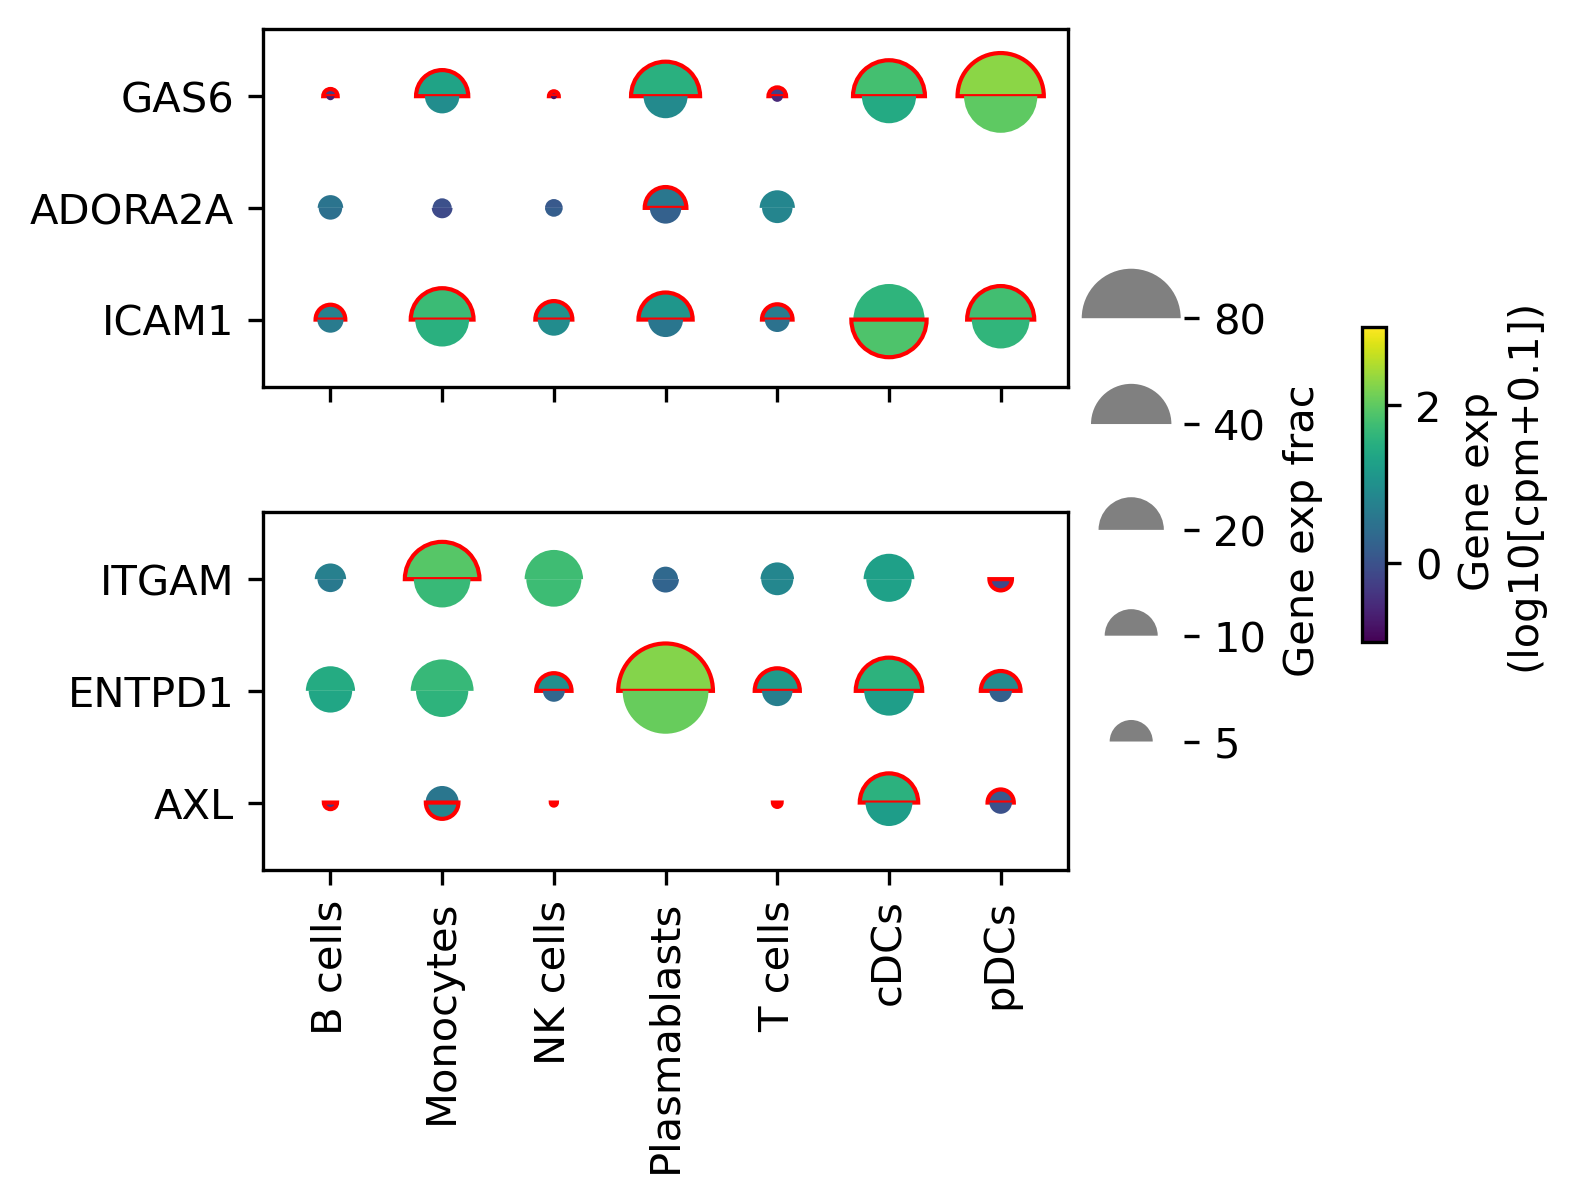 GAS6
ADORA2A
ICAM1
ITGAM
ENTPD1
AXL
B cells
Monocytes
NK cells
Plasmablasts
T cells
cDCs
pDCs
80
40
20
10
5
Gene exp frac
2
0
Gene exp
(log10[cpm+0.1])